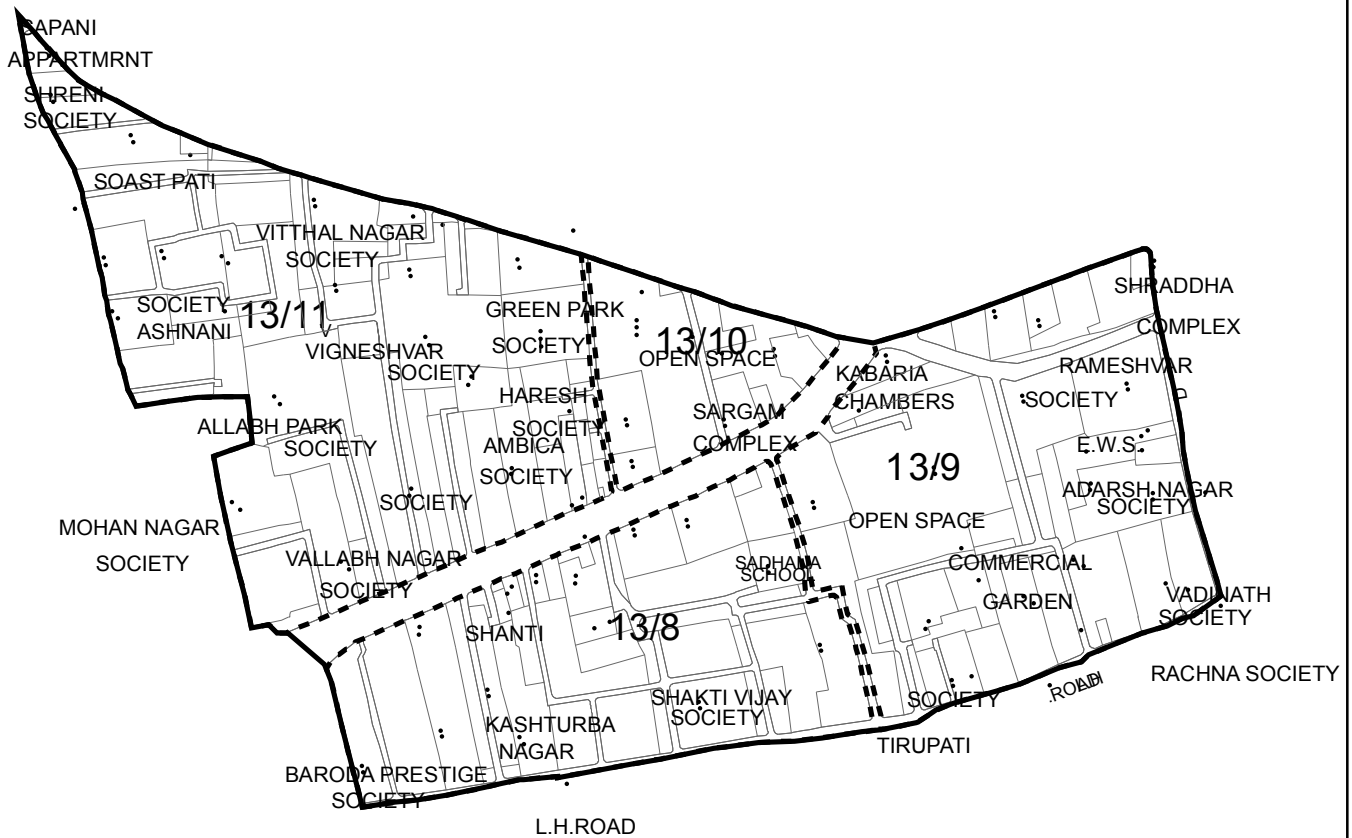 SAPANI
APPARTMRNT
SHRENI
SOCIETY
SOAST PATI
VITTHAL NAGAR
SOCIETY
SOCIETY
ASHNANI
13/11
VIGNESHVAR
SOCIETY
GREEN PARK
SOCIETY
HARESH
SOCIETY
AMBICA
SOCIETY
ALLABH PARK
SOCIETY
SOCIETY
MOHAN NAGAR
SOCIETY
VALLABH NAGAR
SOCIETY
13/10
OPEN SPACE
SARGAM
COMPLEX
KABARIA
CHAMBERS
SHRADDHA
COMPLEX
RAMESHVAR
SOCIETY
E.W.S.
ADARSH NAGAR
SOCIETY
13/9
OPEN SPACE
COMMERCIAL
GARDEN
VADINATH
SOCIETY
RACHNA SOCIETY
SADHANA
SCHOOL
13/8
SHANTI
SHAKTI VIJAY
SOCIETY
KASHTURBA
NAGAR
BARODA PRESTIGE
SOCIETY
SOCIETY
TIRUPATI
.ROAD
L.H.ROAD